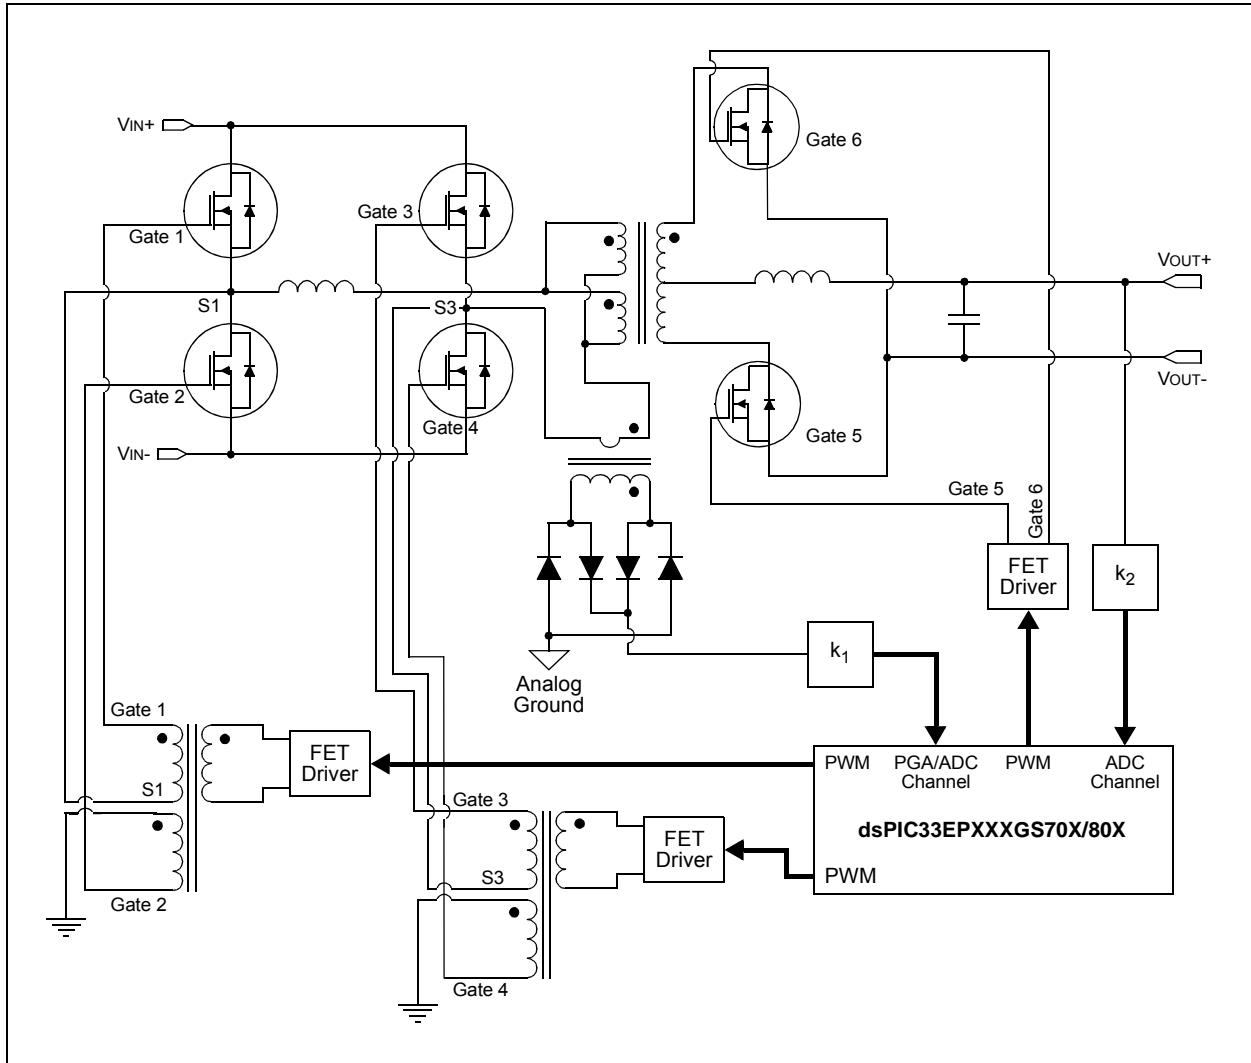 Gate 6
VIN+
Gate 3
Gate 1
VOUT+
S1
S3
VOUT-
Gate 2
Gate 4
Gate 5
VIN-
Gate 5
Gate 6
FET
Driver
k2
k1
Analog
Ground
Gate 1
FET
Driver
PWM
PGA/ADC
Channel
PWM
ADC
Channel
S1
Gate 3
dsPIC33EPXXXGS70X/80X
FET
Driver
S3
PWM
Gate 2
Gate 4